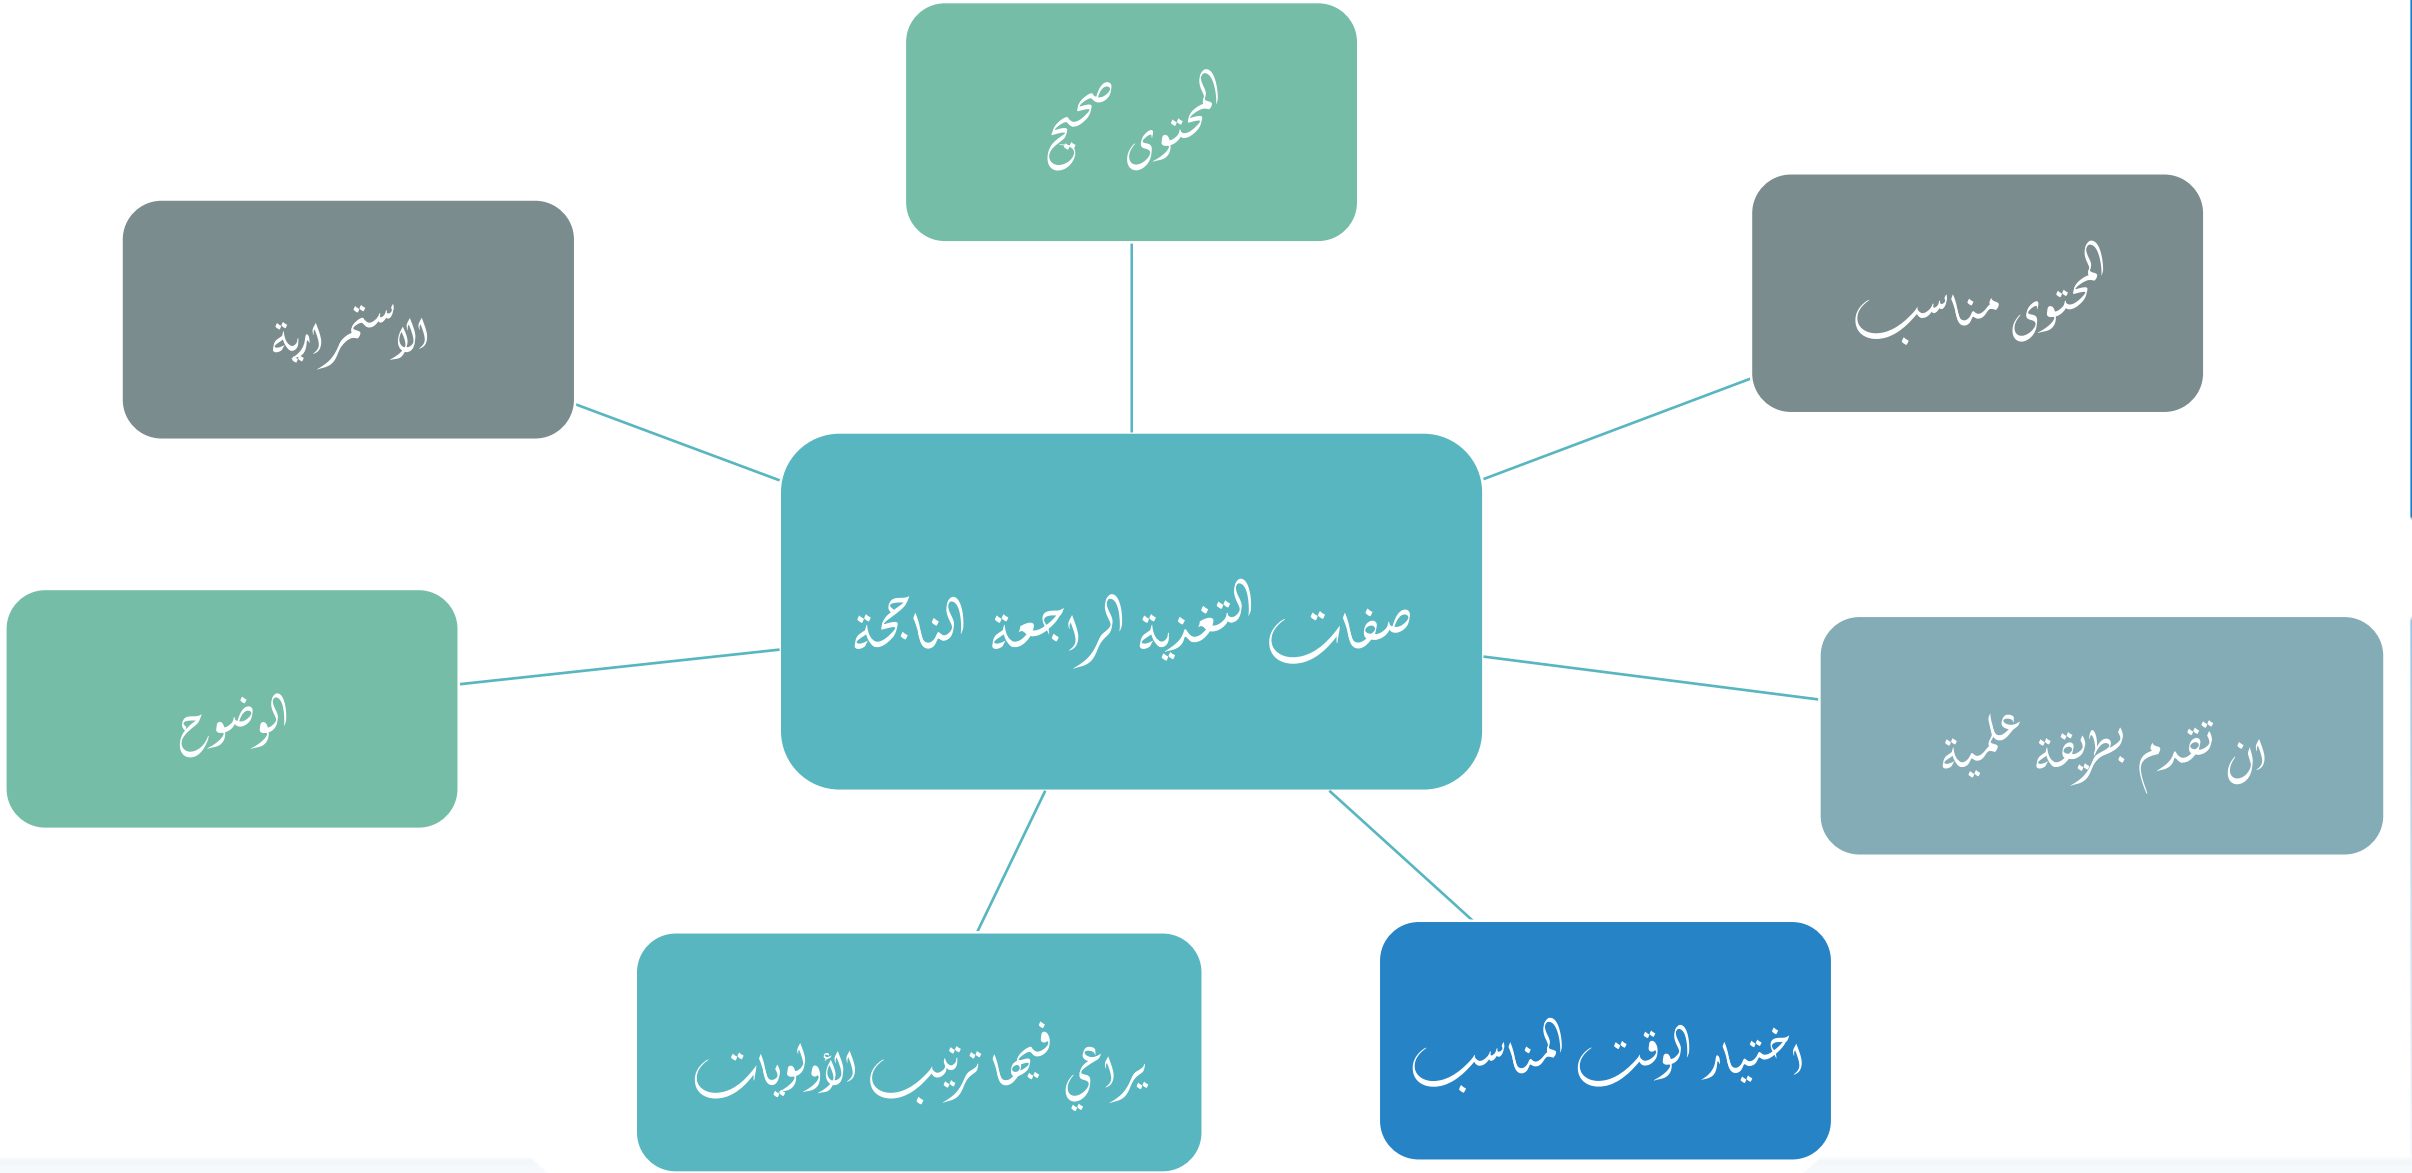 المحتوى صحيح
المحتوى مناسب
الاستمرارية
صفات التغذية الراجعة الناجحة
الوضوح
ان تقدم بطريقة علمية
اختيار الوقت المناسب
يراعي فيها ترتيب الأولويات